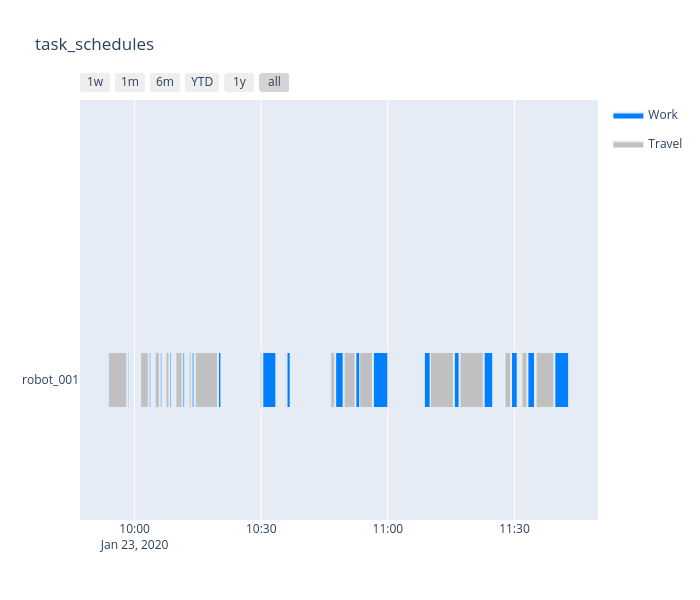 task_schedules
1w 1m 6m YTD 1y all
Work
Travel
robot_001
10:00 10:30 11:00 11:30
Jan 23, 2020